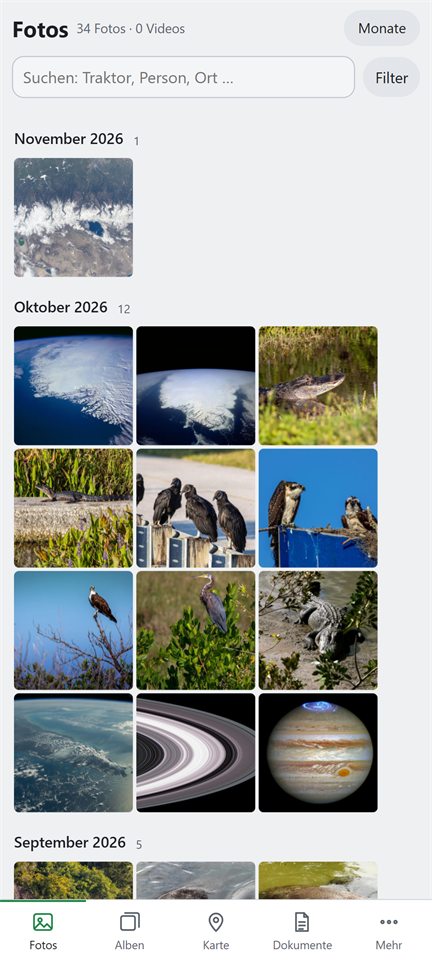 Fotos 34 Fotos · 0 Videos Monate
Suchen: Traktor, Person, Ort ... Filter
November 2026 1
Oktober 2026 12
September 2026 5
Fotos Alben Karte Dokumente Mehr